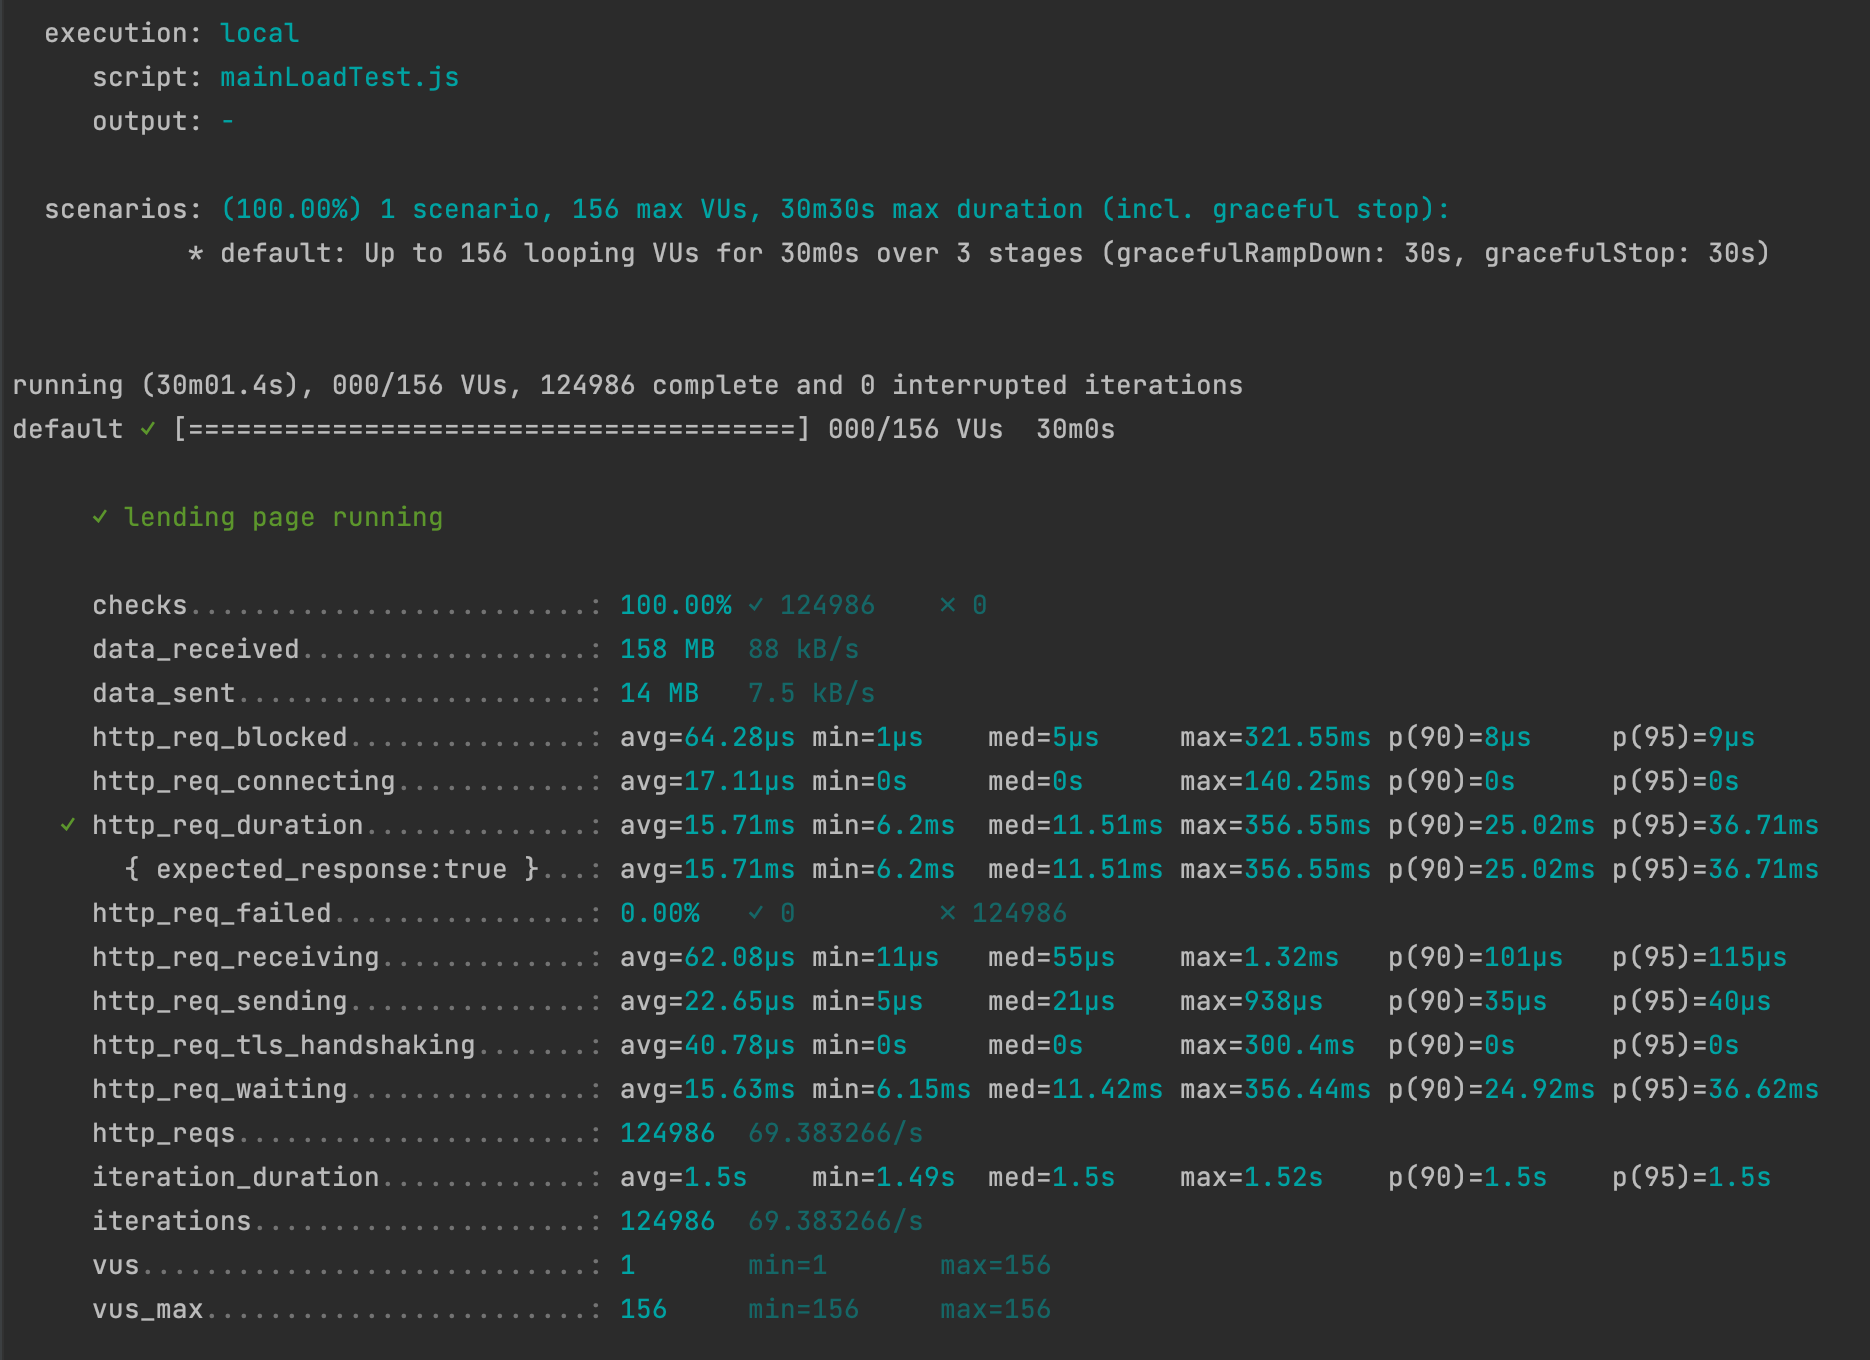 execution: local
script: mainLoadTest.js
output: -
scenarios: (100.00%) 1 scenario, 156 max VUs, 30m30s max duration (incl. graceful stop):
* default: Up to 156 looping VUs for 30m0s over 3 stages (gracefulRampDown: 30s, gracefulStop: 30s)
running (30m01.4s), 000/156 VUs, 124986 complete and 0 interrupted iterations
default ✓ [======================================] 000/156 VUs  30m0s
✓ lending page running
checks.........................: 100.00% ✓ 124986    ✗ 0
data_received..................: 158 MB  88 kB/s
data_sent......................: 14 MB   7.5 kB/s
http_req_blocked...............: avg=64.28µs min=1µs    med=5µs     max=321.55ms p(90)=8µs     p(95)=9µs
http_req_connecting............: avg=17.11µs min=0s     med=0s      max=140.25ms p(90)=0s      p(95)=0s
✓ http_req_duration..............: avg=15.71ms min=6.2ms  med=11.51ms max=356.55ms p(90)=25.02ms p(95)=36.71ms
{ expected_response:true }...: avg=15.71ms min=6.2ms  med=11.51ms max=356.55ms p(90)=25.02ms p(95)=36.71ms
http_req_failed................: 0.00%   ✓ 0         ✗ 124986
http_req_receiving.............: avg=62.08µs min=11µs   med=55µs    max=1.32ms   p(90)=101µs   p(95)=115µs
http_req_sending...............: avg=22.65µs min=5µs    med=21µs    max=938µs    p(90)=35µs    p(95)=40µs
http_req_tls_handshaking.......: avg=40.78µs min=0s     med=0s      max=300.4ms  p(90)=0s      p(95)=0s
http_req_waiting...............: avg=15.63ms min=6.15ms med=11.42ms max=356.44ms p(90)=24.92ms p(95)=36.62ms
http_reqs......................: 124986  69.383266/s
iteration_duration.............: avg=1.5s    min=1.49s  med=1.5s    max=1.52s    p(90)=1.5s    p(95)=1.5s
iterations.....................: 124986  69.383266/s
vus............................: 1       min=1       max=156
vus_max........................: 156     min=156     max=156